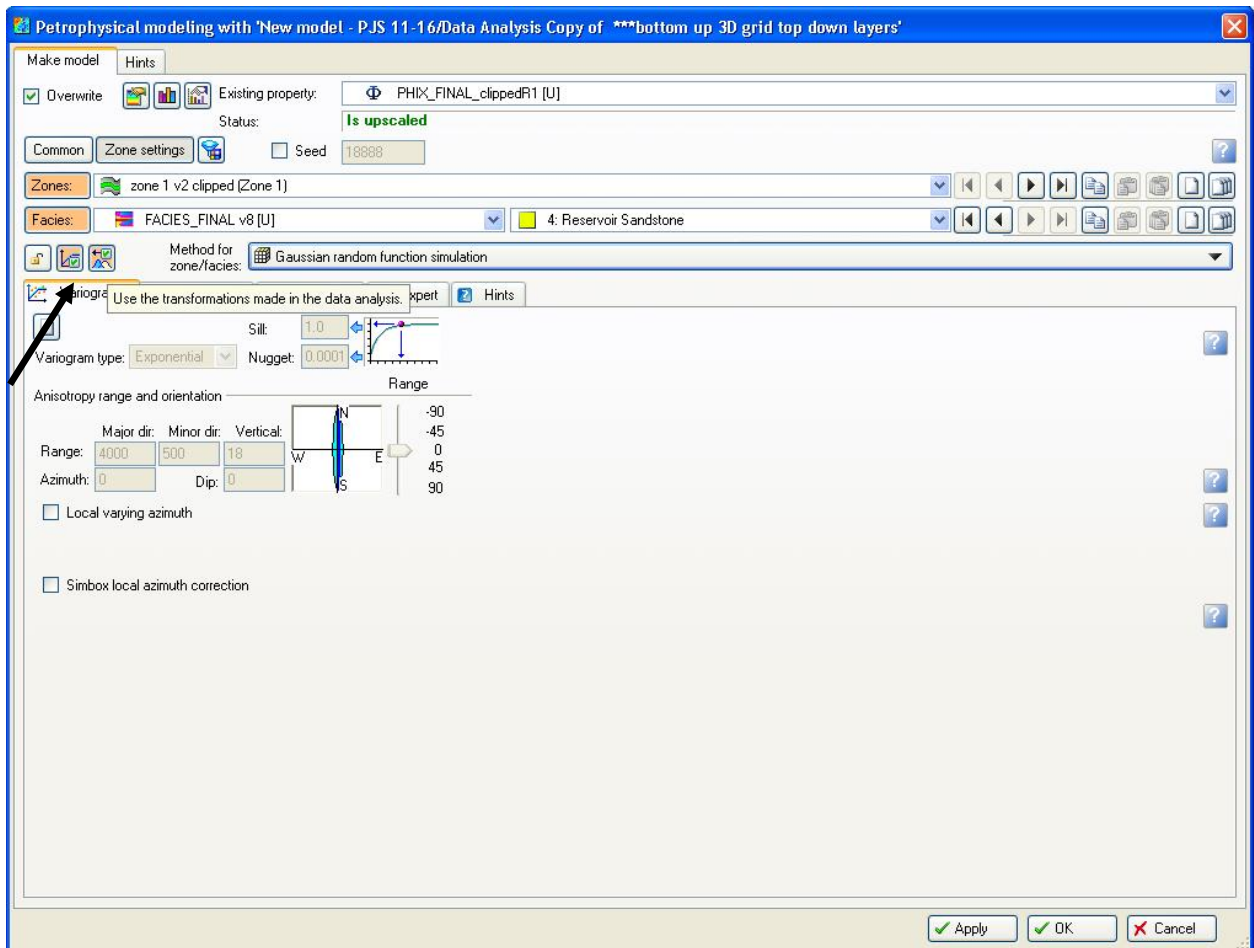 Petrophysical modeling with 'New model - PJS 11-16/Data Analysis Copy of ***bottom up 3D grid top down layers'
Make model Hints
Overwrite Existing property: Φ PHIX_FINAL_clippedR1 [U]
Status: Is upscaled
Common Zone settings Seed 18888
Zones: zone 1 v2 clipped (Zone 1)
Facies: FACIES_FINAL v8 [U] 4: Reservoir Sandstone
Method for zone/facies: Gaussian random function simulation
Use the transformations made in the data analysis. Hints
Sill: 1.0
Variogram type: Exponential Nugget: 0.0001
Range
Anisotropy range and orientation
Major dir: Minor dir: Vertical:
Range: 4000 500 18
Azimuth: 0 Dip: 0
N
W E
S
-90
-45
0
45
90
Local varying azimuth
Simbox local azimuth correction
Apply OK Cancel